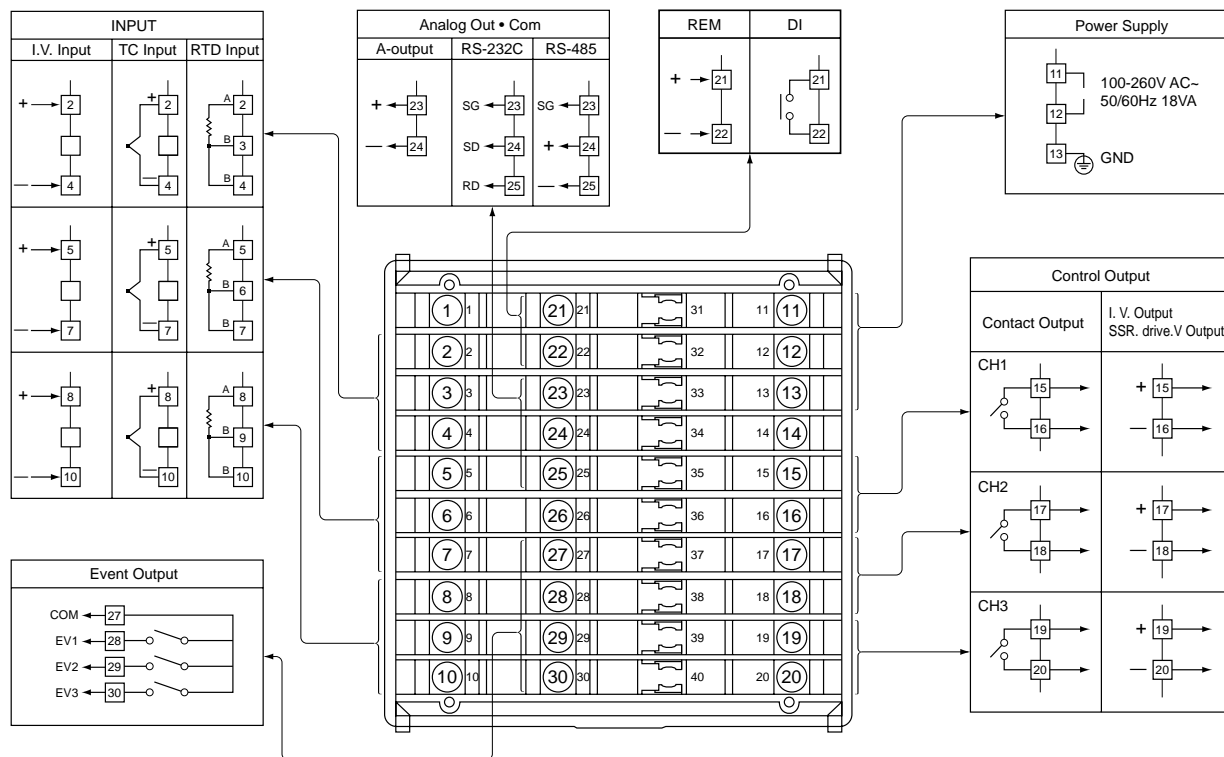 INPUT
I.V. Input TC Input RTD Input
+ 2 + 2 A 2
B 3
— 4 — 4 B 4
+ 5 + 5 A 5
B 6
— 7 — 7 B 7
+ 8 + 8 A 8
B 9
— 10 — 10 B 10
Analog Out • Com
A-output RS-232C RS-485
+ 23 SG 23 SG 23
— 24 SD 24 + 24
RD 25 — 25
REM DI
+ 21 21
— 22 22
Power Supply
11
12
100-260V AC~
50/60Hz 18VA
13 GND
1 1 21 21 31 11 11
2 2 22 22 32 12 12
3 3 23 23 33 13 13
4 4 24 24 34 14 14
5 5 25 25 35 15 15
6 6 26 26 36 16 16
7 7 27 27 37 17 17
8 8 28 28 38 18 18
9 9 29 29 39 19 19
10 10 30 30 40 20 20
Control Output
Contact Output
I. V. Output
SSR. drive.V Output
CH1
15 + 15
16 — 16
CH2
17 + 17
18 — 18
CH3
19 + 19
20 — 20
Event Output
COM 27
EV1 28
EV2 29
EV3 30